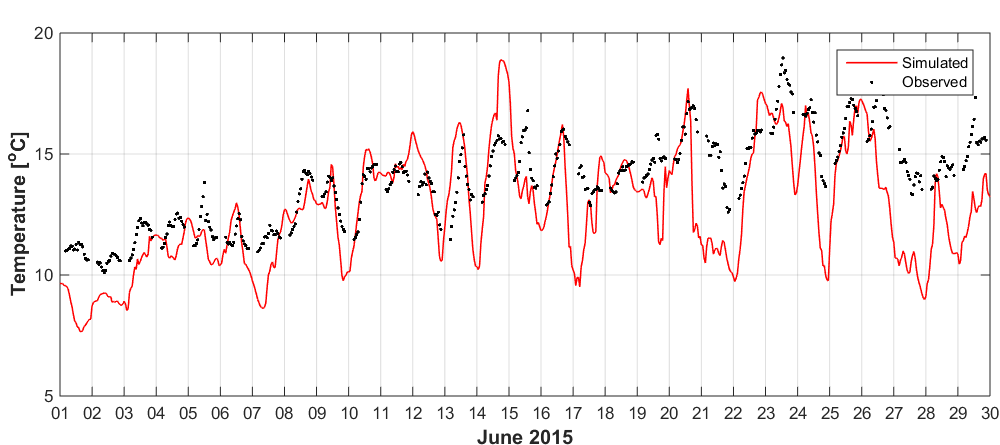 20
15
10
5
Temperature [°C]
Simulated
Observed
01 02 03 04 05 06 07 08 09 10 11 12 13 14 15 16 17 18 19 20 21 22 23 24 25 26 27 28 29 30
June 2015